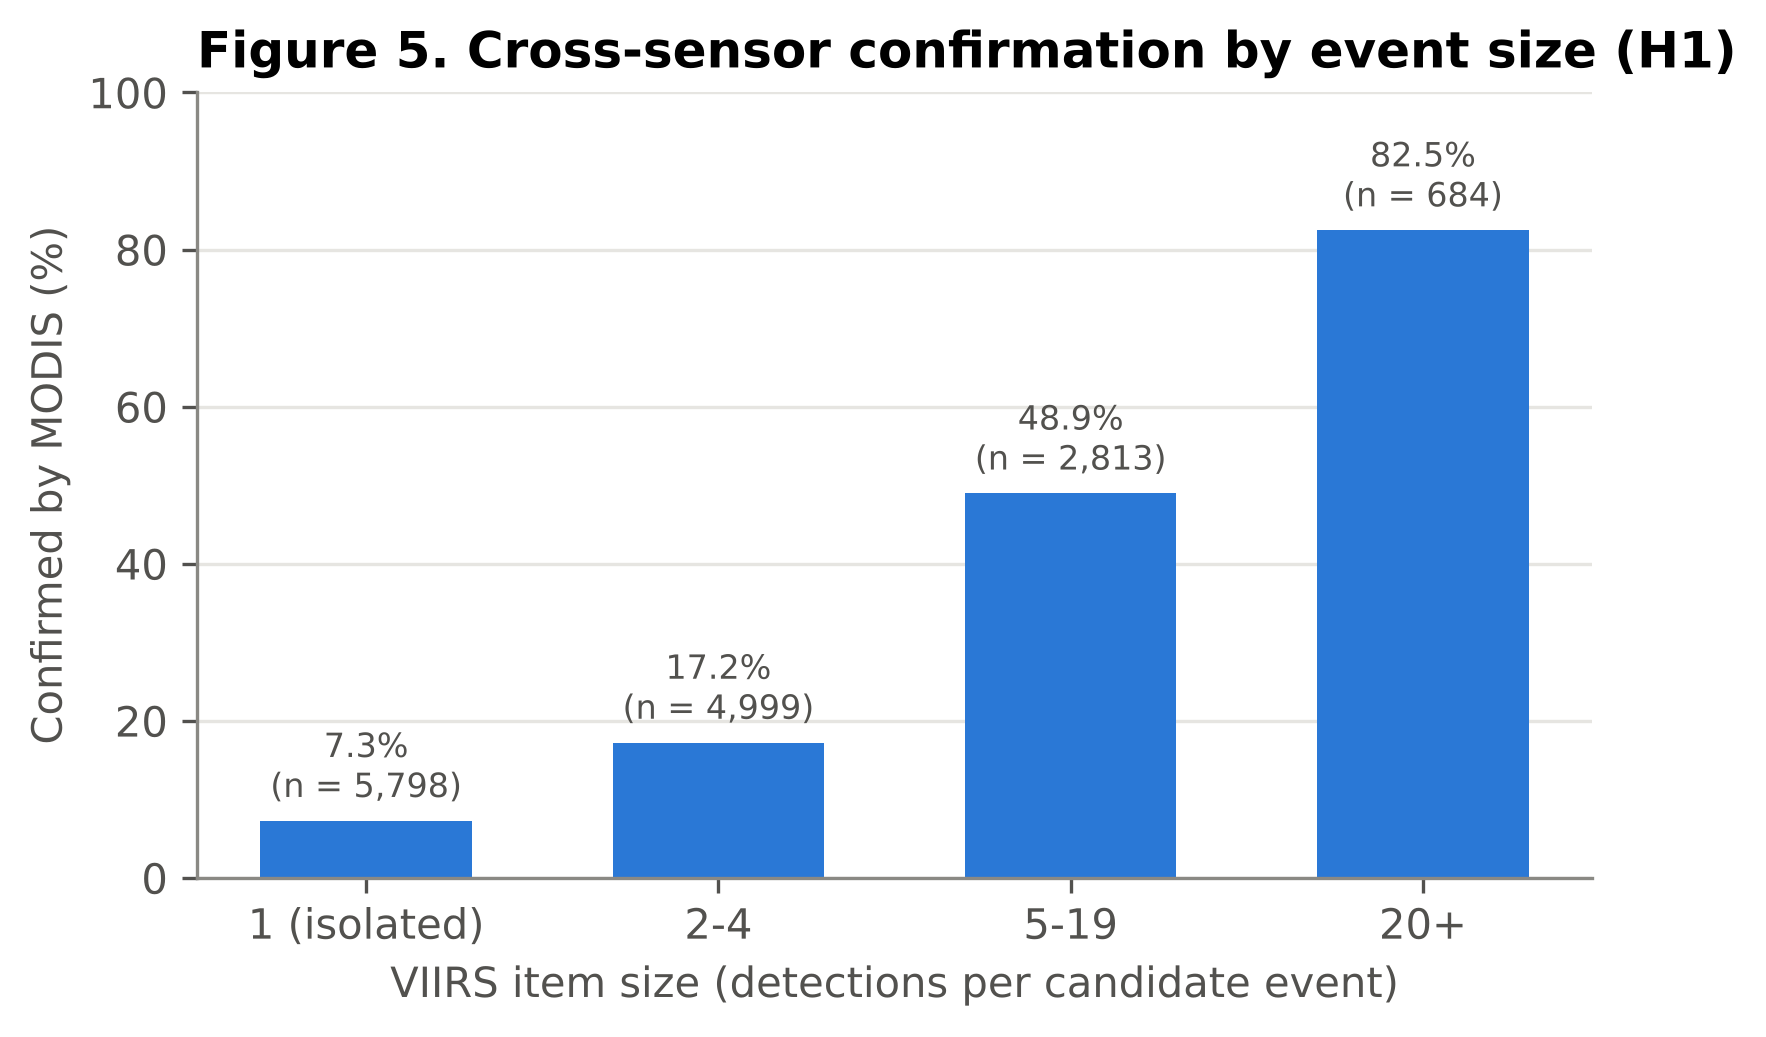 Figure 5. Cross-sensor confirmation by event size (H1)
100
80
60
40
20
0
Confirmed by MODIS (%)
7.3%
(n = 5,798)
17.2%
(n = 4,999)
48.9%
(n = 2,813)
82.5%
(n = 684)
1 (isolated)
2-4
5-19
20+
VIIRS item size (detections per candidate event)